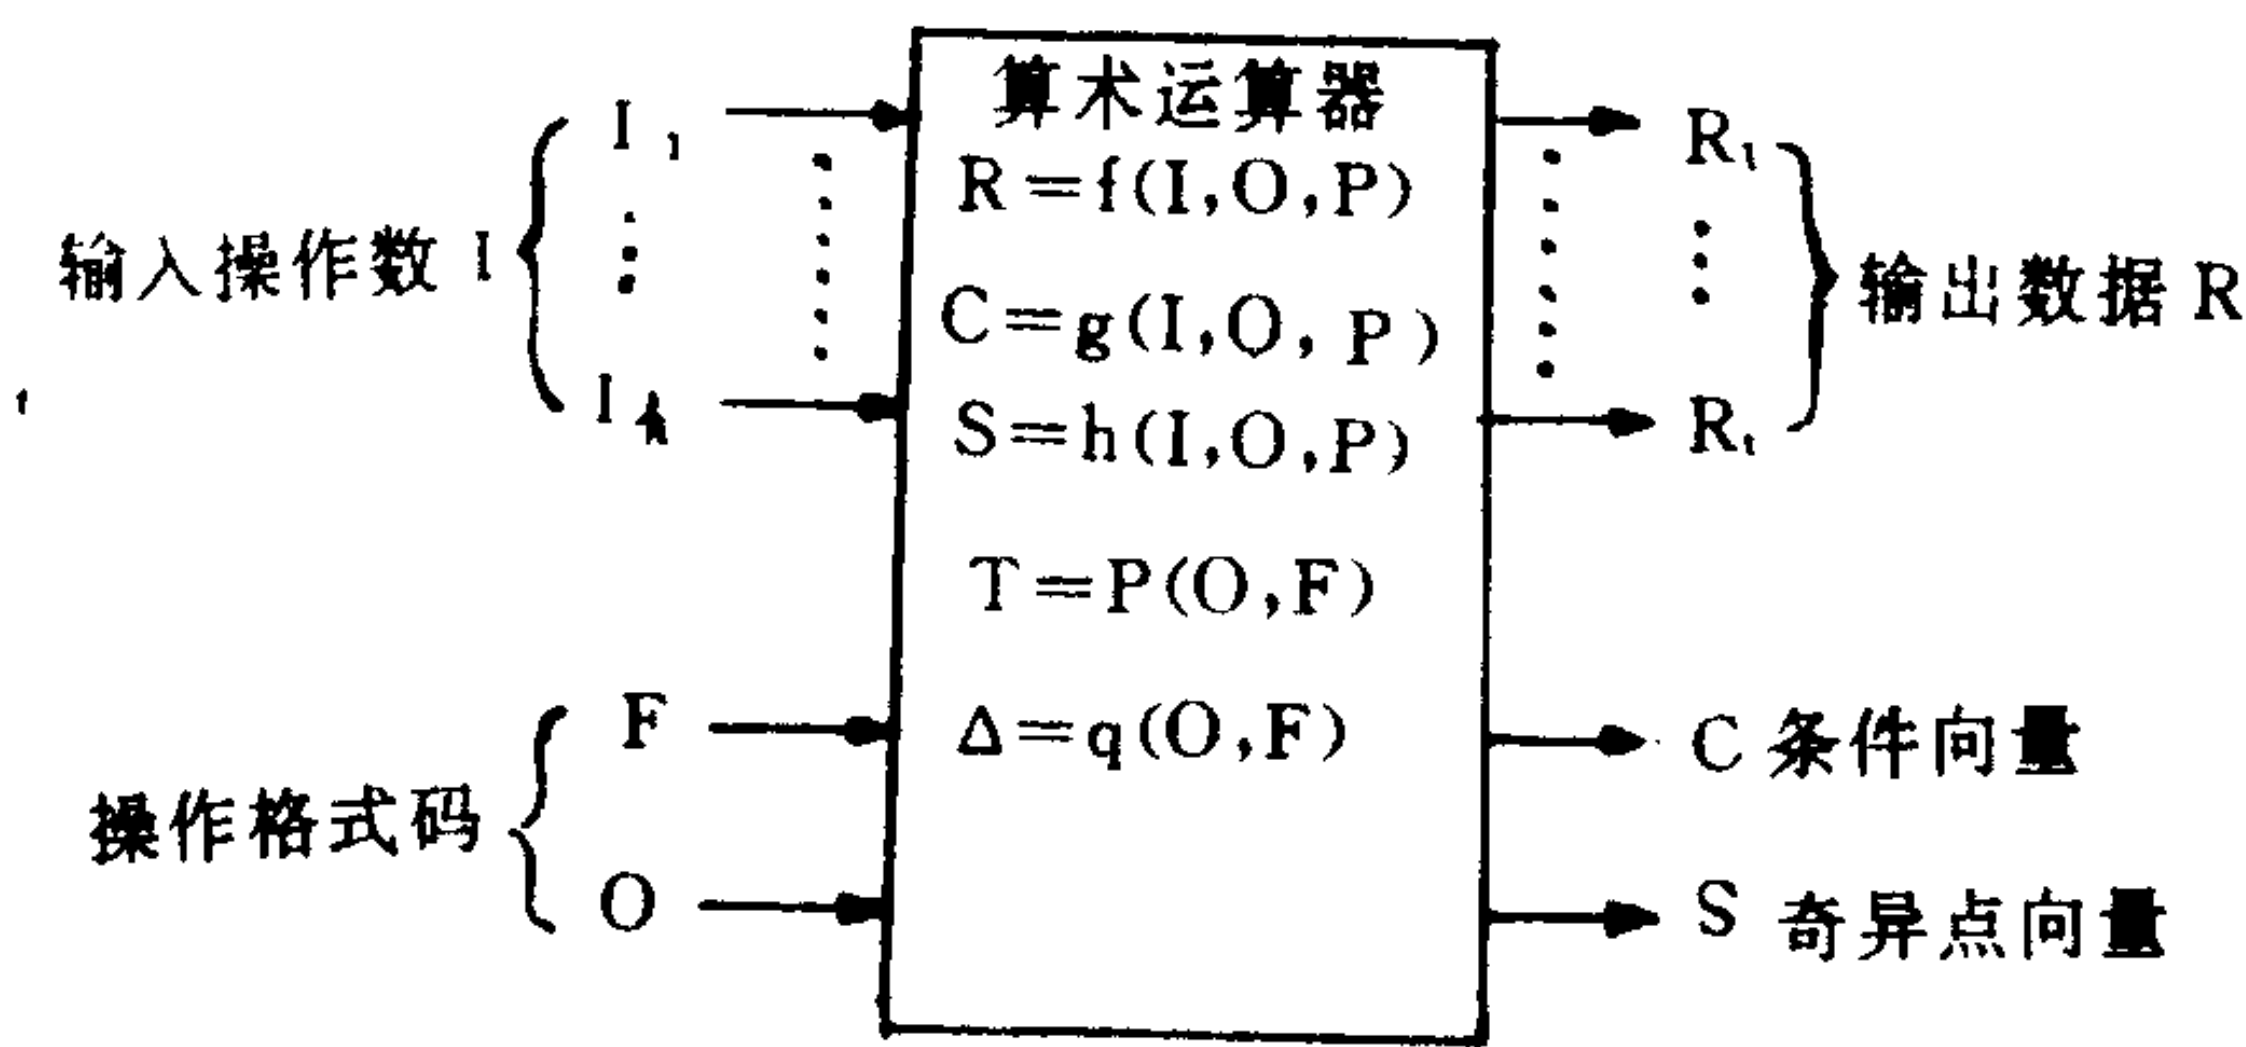 算术运算器
R=f(I,O,P)
C=g(I,O,P)
S=h(I,O,P)
T=P(O,F)
Δ=q(O,F)
输入操作数 I
I₁
I
操作格式码
F
O
R₁
Rₜ
输出数据 R
C 条件向量
S 奇异点向量